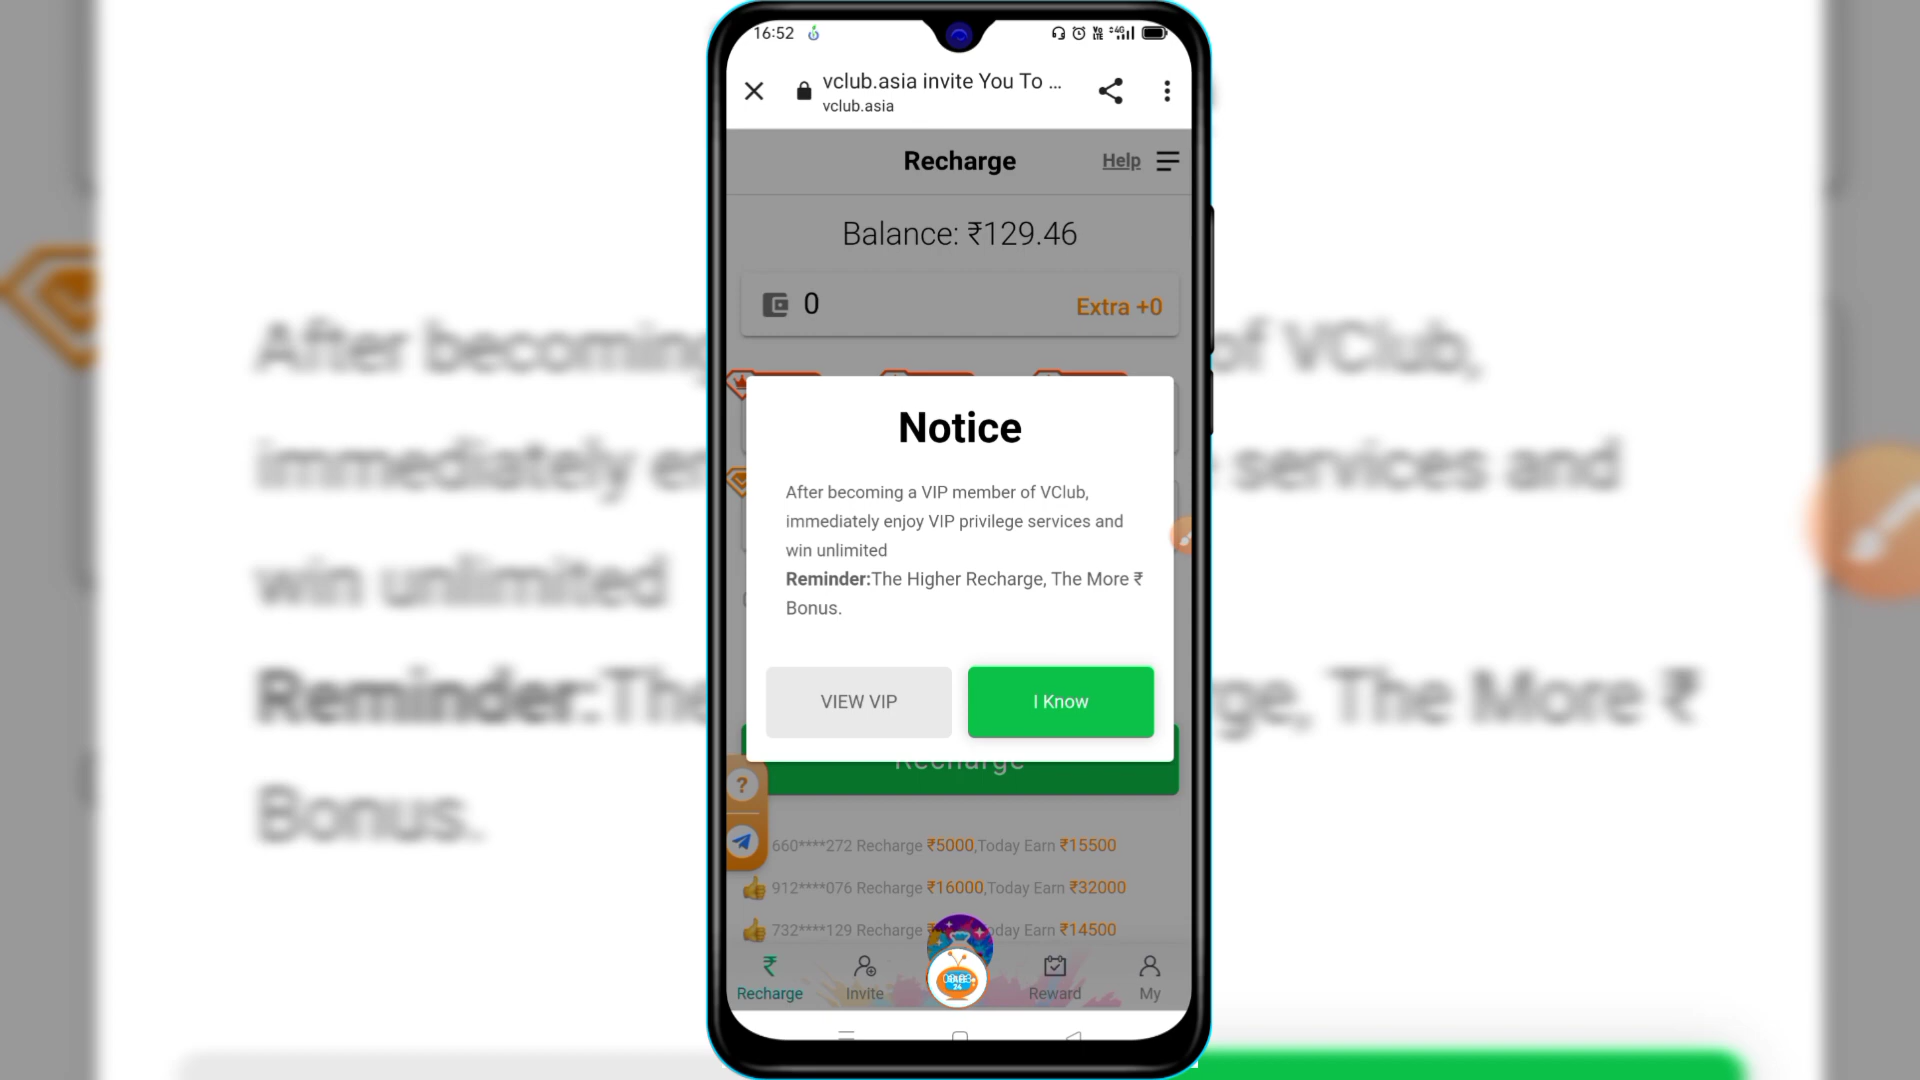 16:52
vclub.asia invite You To ...
vclub.asia
Recharge
Help
Balance: ₹129.46
0
Extra +0
Notice
After becoming a VIP member of VClub,
immediately enjoy VIP privilege services and
win unlimited
Reminder:The Higher Recharge, The More ₹
Bonus.
VIEW VIP
I Know
Recharge
?
660****272 Recharge ₹5000,Today Earn ₹15500
912****076 Recharge ₹16000,Today Earn ₹32000
732****129 Recharge oday Earn ₹14500
Recharge
Invite
Reward
My
After becoming of VClub,
immediately en services and
win unlimited
Reminder:The rge, The More ₹
Bonus.